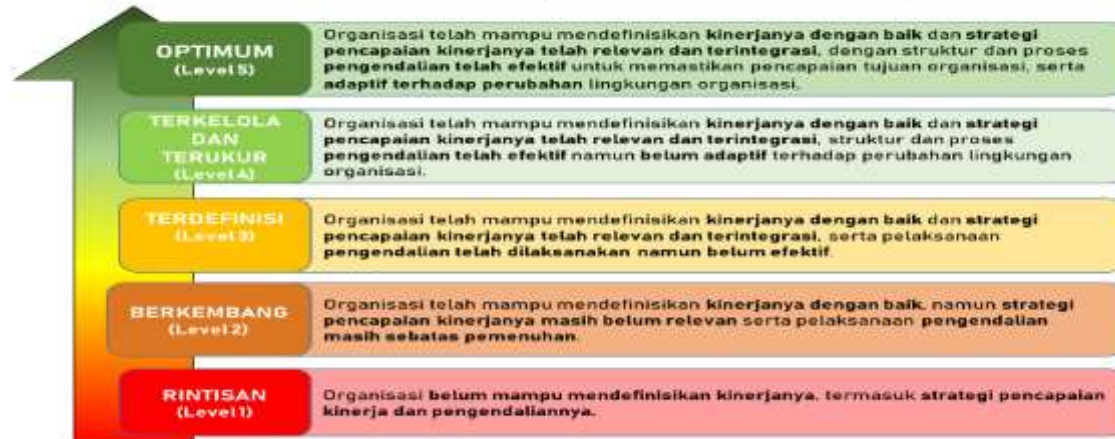 OPTIMUM
(Level 5)
Organisasi telah mampu mendefinisikan kinerjanya dengan baik dan strategi
pencapaian kinerjanya telah relevan dan terintegrasi, dengan struktur dan proses
pengendalian telah efektif untuk memastikan pencapaian tujuan organisasi, serta
adaptif terhadap perubahan lingkungan organisasi.
TERKELOLA
DAN
TERUKUR
(Level 4)
Organisasi telah mampu mendefinisikan kinerjanya dengan baik dan strategi
pencapaian kinerjanya telah relevan dan terintegrasi, struktur dan proses
pengendalian telah efektif namun belum adaptif terhadap perubahan lingkungan
organisasi.
TERDEFINISI
(Level 3)
Organisasi telah mampu mendefinisikan kinerjanya dengan baik dan strategi
pencapaian kinerjanya telah relevan dan terintegrasi, serta pelaksanaan
pengendalian telah dilaksanakan namun belum efektif.
BERKEMBANG
(Level 2)
Organisasi telah mampu mendefinisikan kinerjanya dengan baik, namun strategi
pencapaian kinerjanya masih belum relevan serta pelaksanaan pengendalian
masih sebatas pemenuhan.
RINTISAN
(Level 1)
Organisasi belum mampu mendefinisikan kinerjanya, termasuk strategi pencapaian
kinerja dan pengendaliannya.